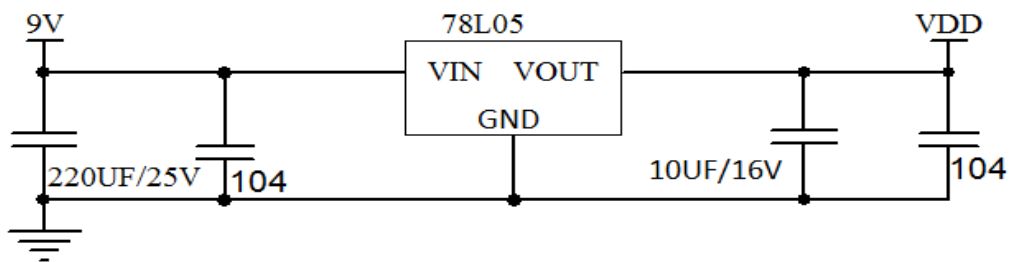 9V
78L05
VDD
VIN VOUT
GND
220UF/25V
104
10UF/16V
104